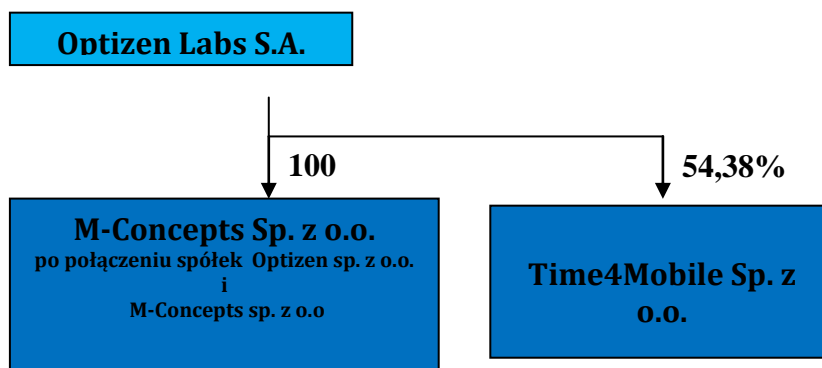 Optizen Labs S.A.
100
54,38%
M-Concepts Sp. z o.o.
po połączeniu spółek Optizen sp. z o.o.
i
M-Concepts sp. z o.o
Time4Mobile Sp. z
o.o.